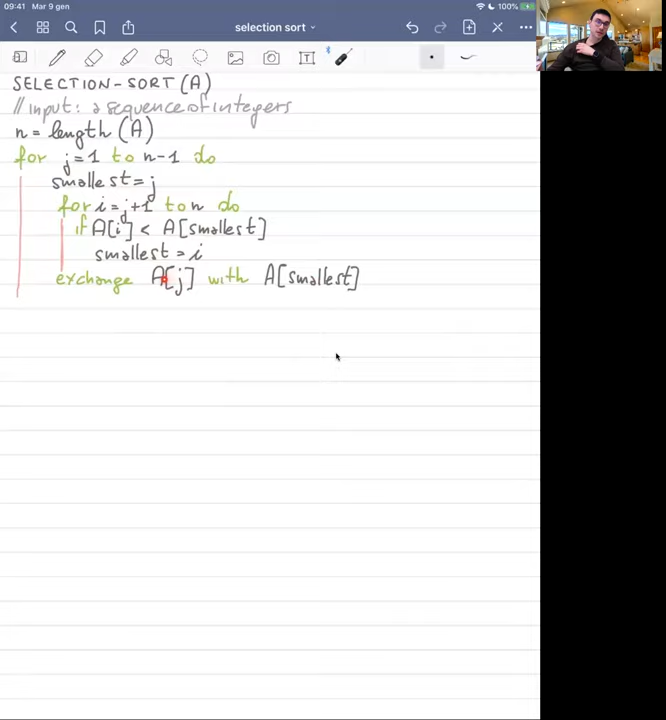 09:41 Mar 9 gen 100%
selection sort
SELECTION-SORT(A)
// input: a sequence of integers
n = length (A)
for j=1 to n-1 do
smallest = j
for i = j+1 to n do
if A[i] < A[smallest]
smallest = i
exchange A[j] with A[smallest]